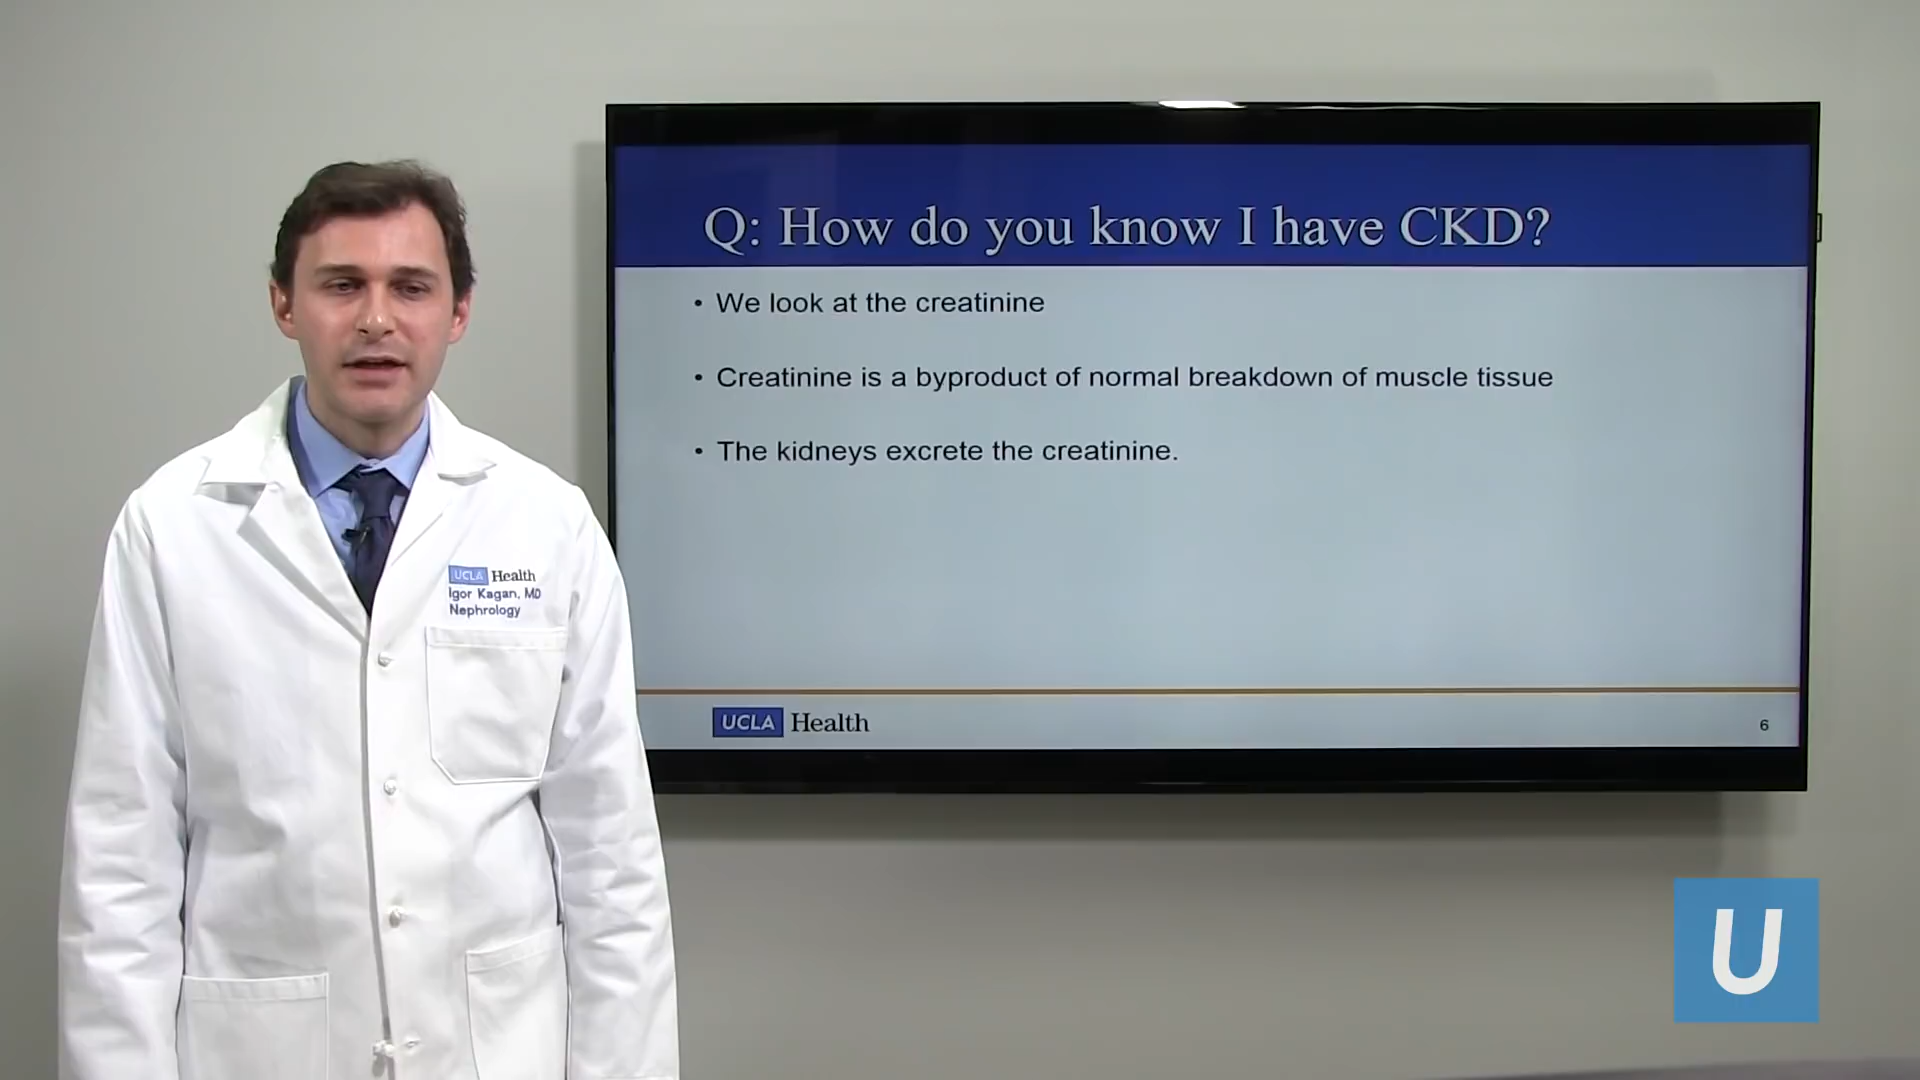 Q: How do you know I have CKD?
• We look at the creatinine
• Creatinine is a byproduct of normal breakdown of muscle tissue
• The kidneys excrete the creatinine.
UCLA Health
6
UCLA Health
Igor Kagan, MD
Nephrology
U